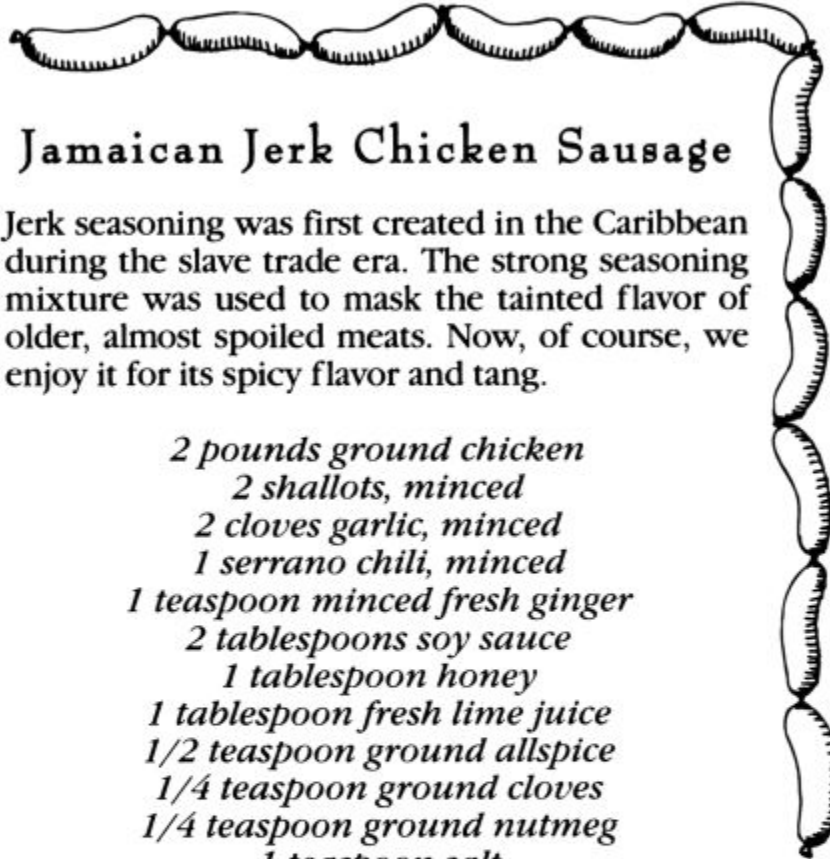 Jamaican Jerk Chicken Sausage
Jerk seasoning was first created in the Caribbean
during the slave trade era. The strong seasoning
mixture was used to mask the tainted flavor of
older, almost spoiled meats. Now, of course, we
enjoy it for its spicy flavor and tang.
2 pounds ground chicken
2 shallots, minced
2 cloves garlic, minced
1 serrano chili, minced
1 teaspoon minced fresh ginger
2 tablespoons soy sauce
1 tablespoon honey
1 tablespoon fresh lime juice
1/2 teaspoon ground allspice
1/4 teaspoon ground cloves
1/4 teaspoon ground nutmeg
1 teaspoon salt